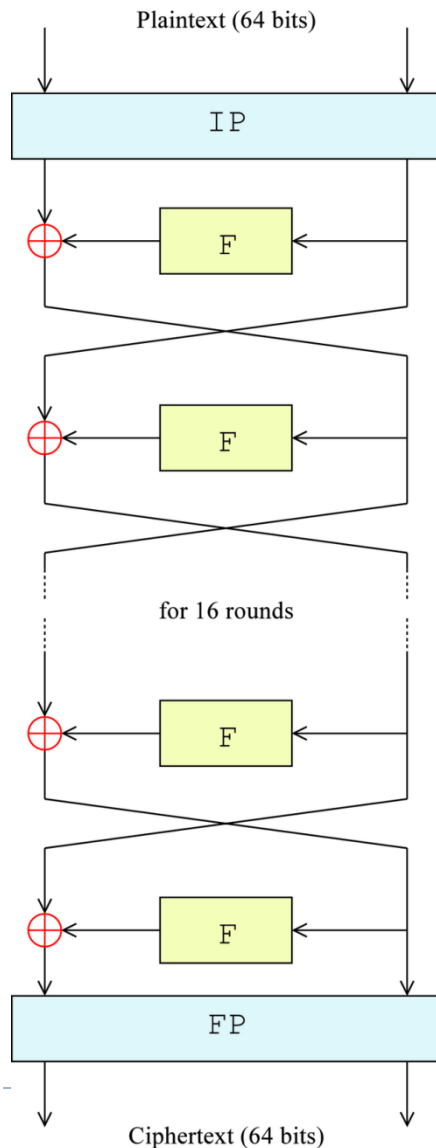 Plaintext (64 bits)
IP
F
F
for 16 rounds
F
F
FP
Ciphertext (64 bits)